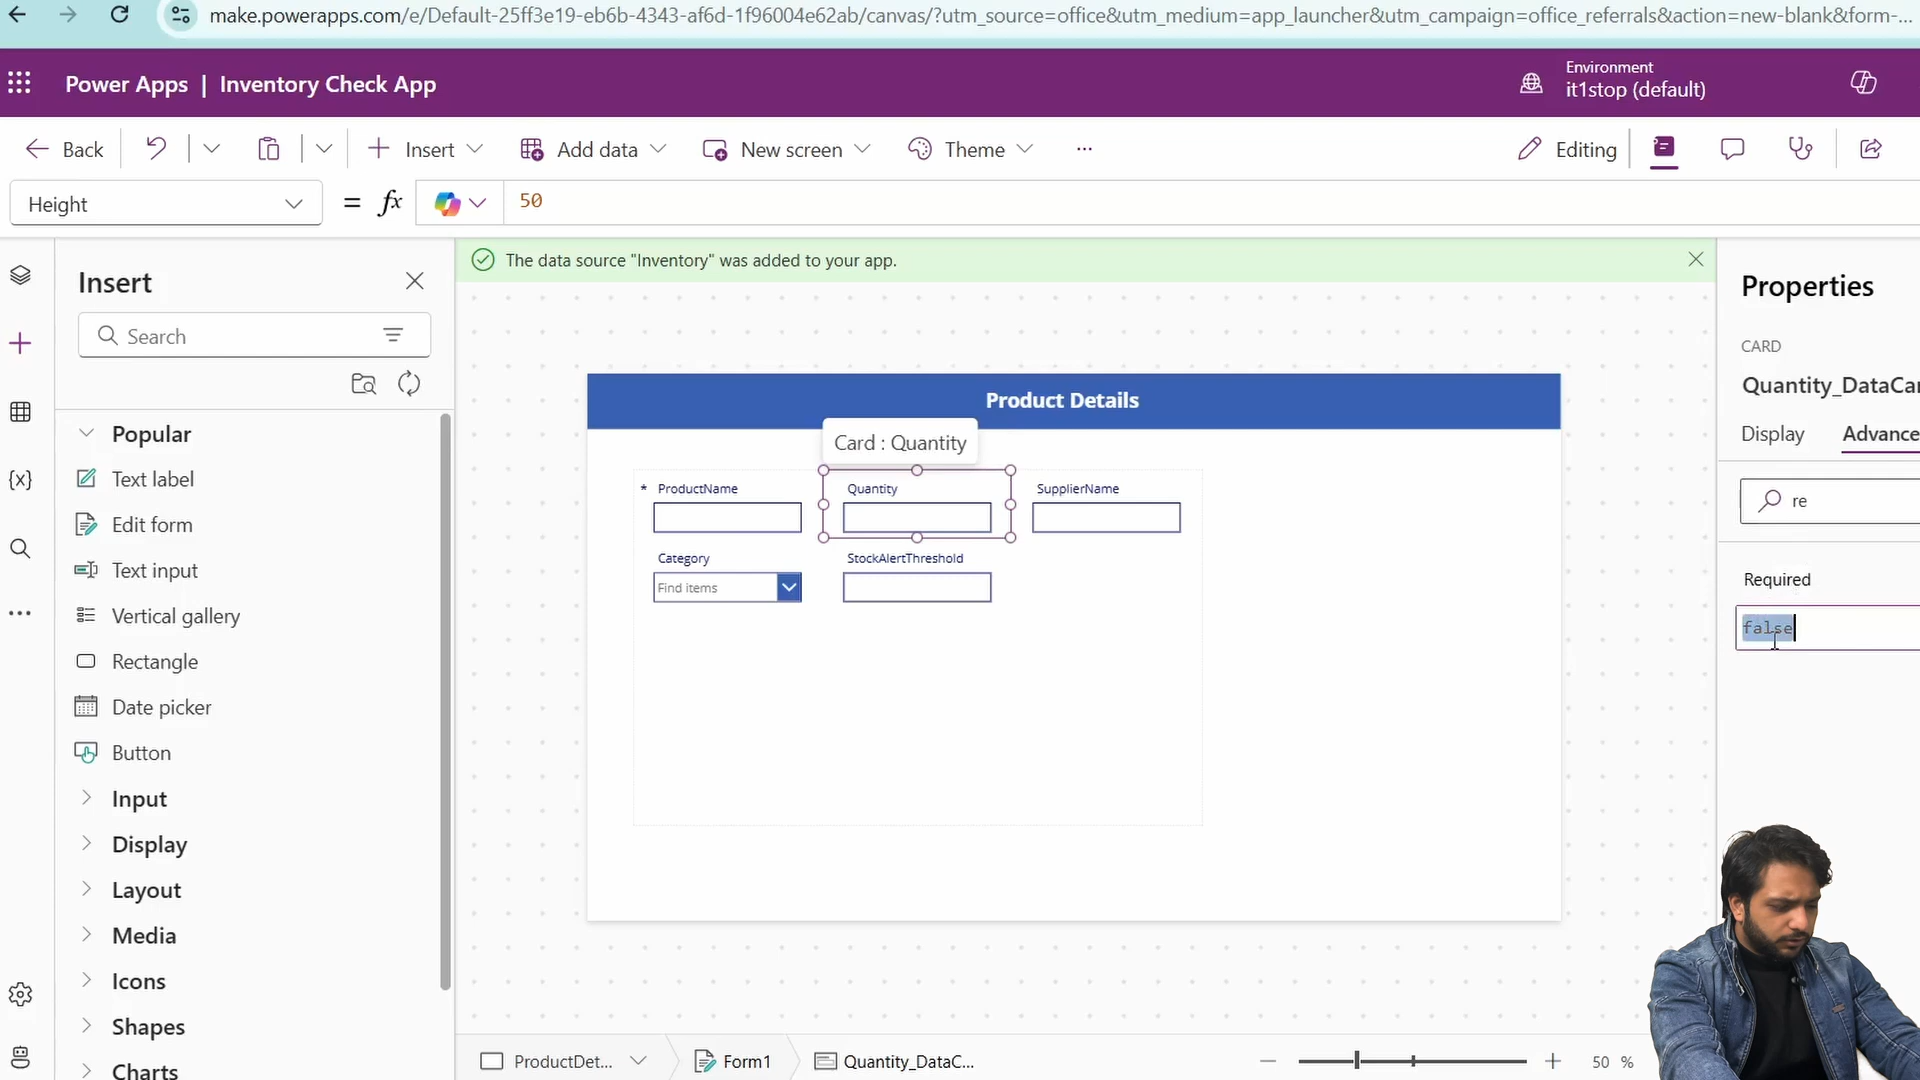 make.powerapps.com/e/Default-25ff3e19-eb6b-4343-af6d-1f96004e62ab/canvas/?utm_source=office&utm_medium=app_launcher&utm_campaign=office_referrals&action=new-blank&form-...
Power Apps | Inventory Check App
Environment
it1stop (default)
Back
Insert
Add data
New screen
Theme
...
Editing
Height
= fx
50
Insert
Search
Popular
Text label
Edit form
Text input
Vertical gallery
Rectangle
Date picker
Button
Input
Display
Layout
Media
Icons
Shapes
Charts
The data source "Inventory" was added to your app.
Product Details
Card : Quantity
* ProductName
Quantity
SupplierName
Category
StockAlertThreshold
Find items
Properties
CARD
Quantity_DataCar
Display
Advance
re
Required
false
ProductDet...
Form1
Quantity_DataC...
50 %